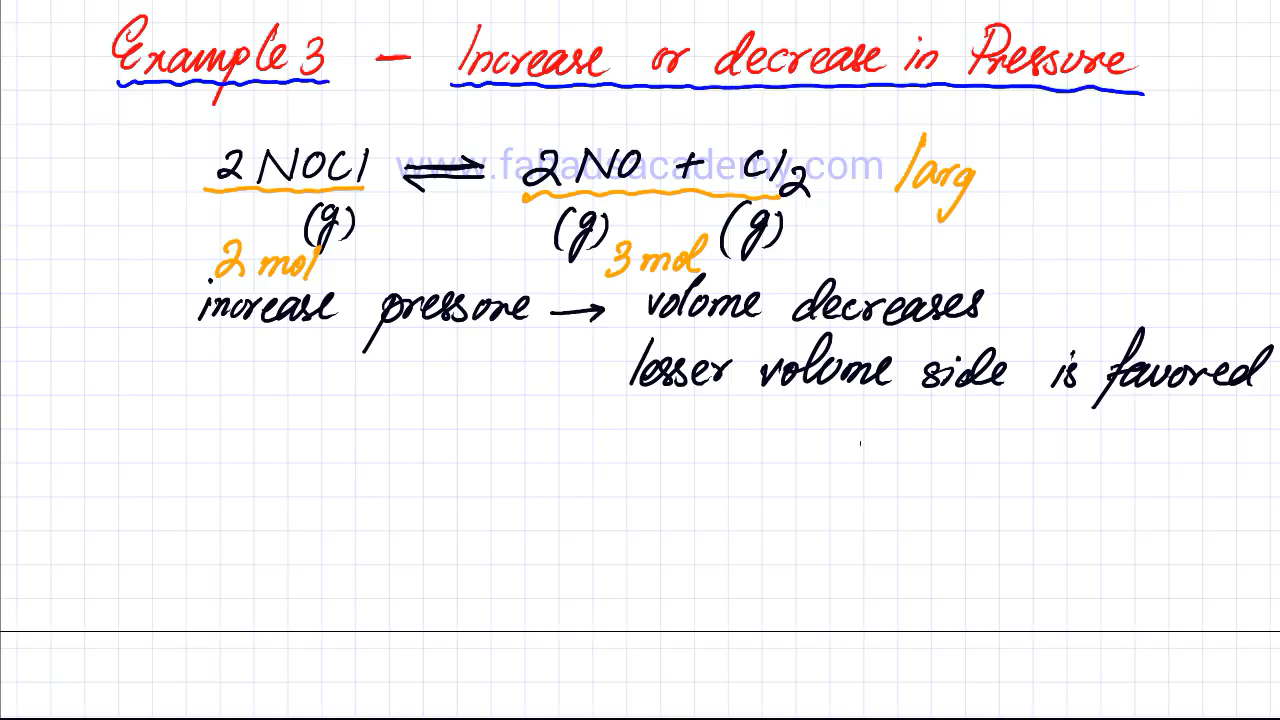 Example 3 - Increase or decrease in Pressure
2 NOCl ⇌ 2 NO + Cl2 larg
www.fahadsacademy.com
(g) (g) (g)
2 mol 3 mol
increase pressure → volume decreases
lesser volume side is favored